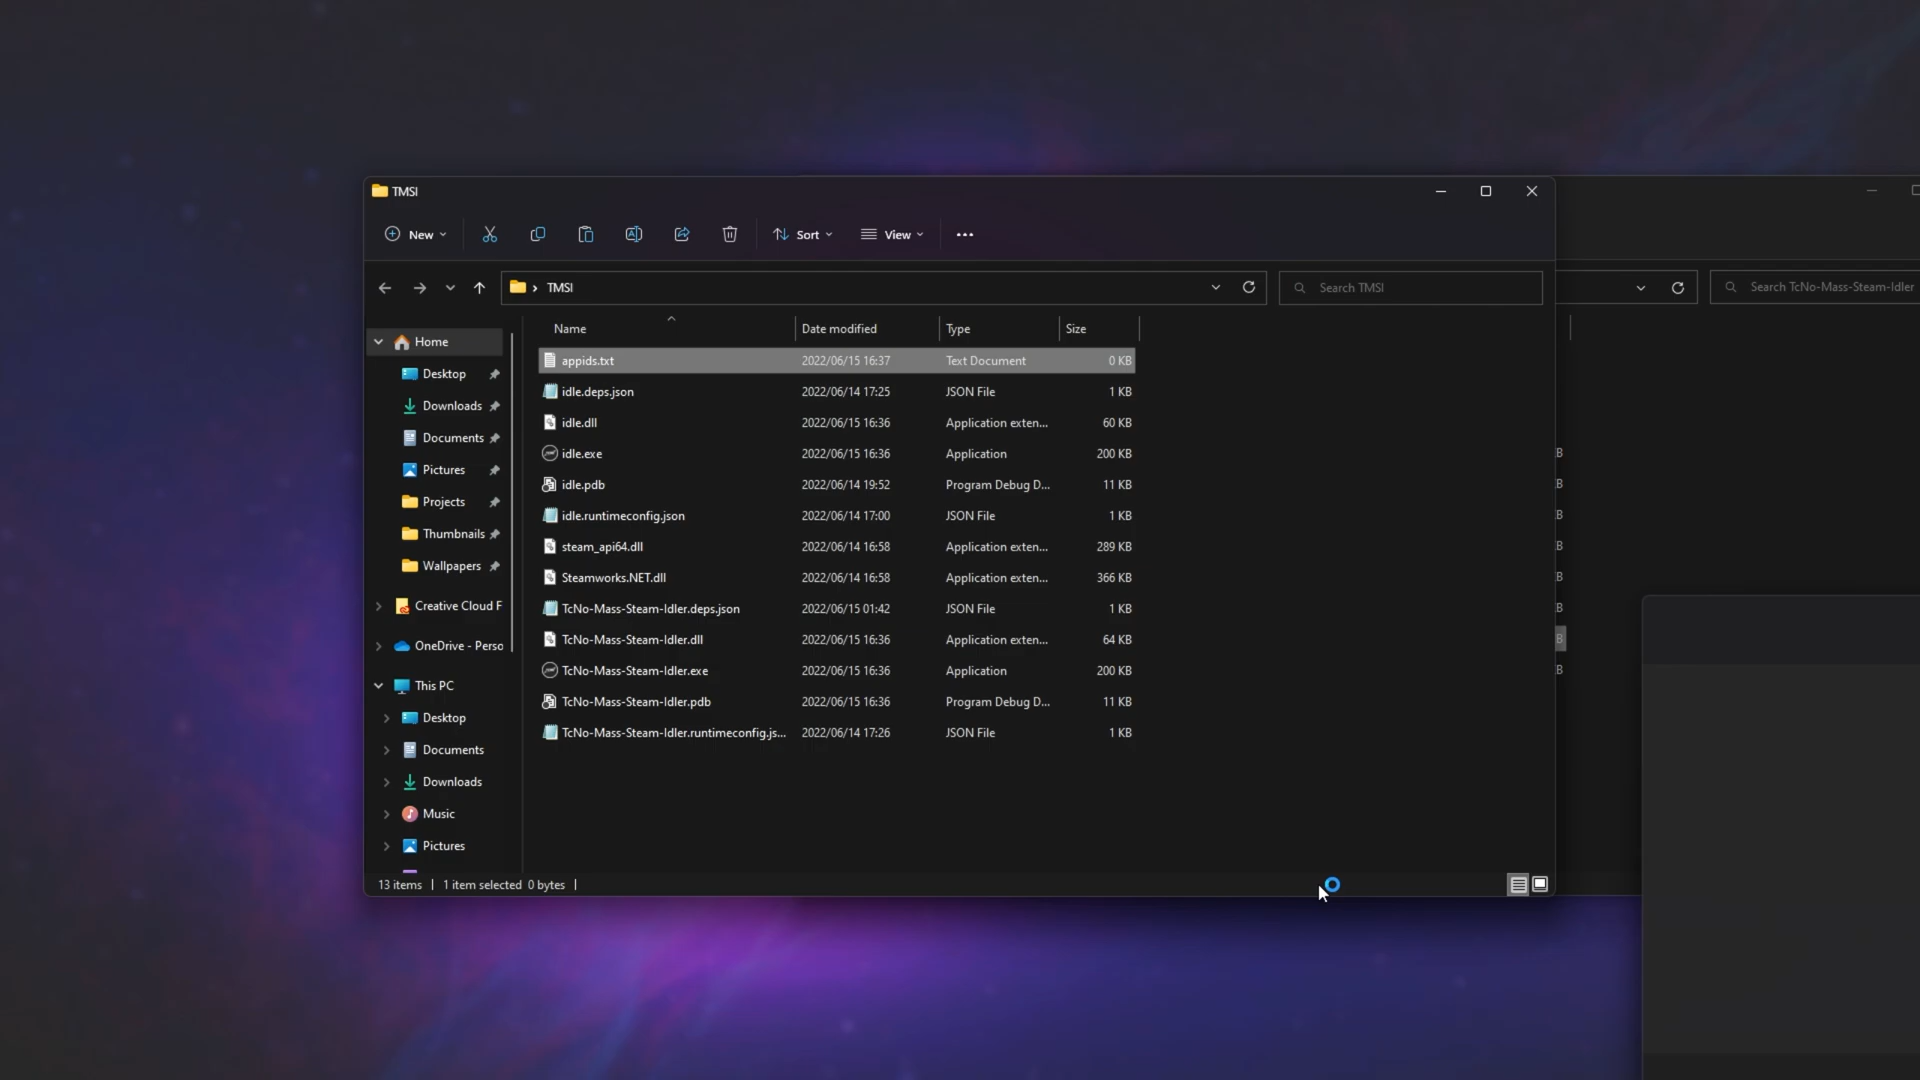 TMSI
New
Sort
View
TMSI
Search TMSI
Search TcNo-Mass-Steam-Idler
Name
Date modified
Type
Size
Home
Desktop
Downloads
Documents
Pictures
Projects
Thumbnails
Wallpapers
Creative Cloud F
OneDrive - Perso
This PC
Desktop
Documents
Downloads
Music
Pictures
appids.txt 2022/06/15 16:37 Text Document 0 KB
idle.deps.json 2022/06/14 17:25 JSON File 1 KB
idle.dll 2022/06/15 16:36 Application exten... 60 KB
idle.exe 2022/06/15 16:36 Application 200 KB
idle.pdb 2022/06/14 19:52 Program Debug D... 11 KB
idle.runtimeconfig.json 2022/06/14 17:00 JSON File 1 KB
steam_api64.dll 2022/06/14 16:58 Application exten... 289 KB
Steamworks.NET.dll 2022/06/14 16:58 Application exten... 366 KB
TcNo-Mass-Steam-Idler.deps.json 2022/06/15 01:42 JSON File 1 KB
TcNo-Mass-Steam-Idler.dll 2022/06/15 16:36 Application exten... 64 KB
TcNo-Mass-Steam-Idler.exe 2022/06/15 16:36 Application 200 KB
TcNo-Mass-Steam-Idler.pdb 2022/06/15 16:36 Program Debug D... 11 KB
TcNo-Mass-Steam-Idler.runtimeconfig.js... 2022/06/14 17:26 JSON File 1 KB
B
B
B
B
B
B
B
B
13 items
1 item selected 0 bytes